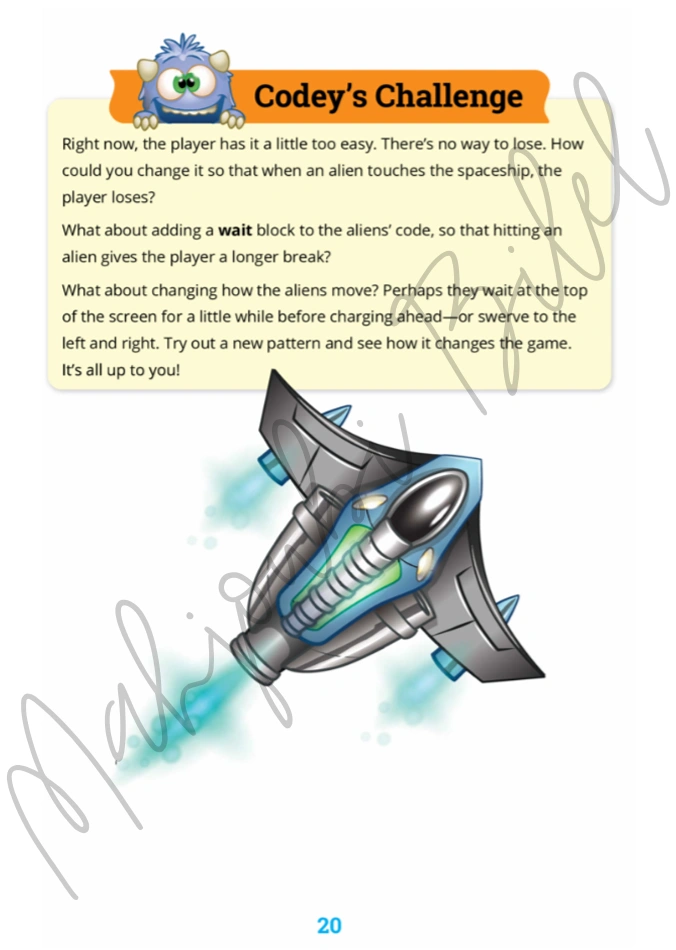 Codey's Challenge
Right now, the player has it a little too easy. There's no way to lose. How
could you change it so that when an alien touches the spaceship, the
player loses?
What about adding a wait block to the aliens' code, so that hitting an
alien gives the player a longer break?
What about changing how the aliens move? Perhaps they wait at the top
of the screen for a little while before charging ahead—or swerve to the
left and right. Try out a new pattern and see how it changes the game.
It's all up to you!
Mahjoubi Bilel
20